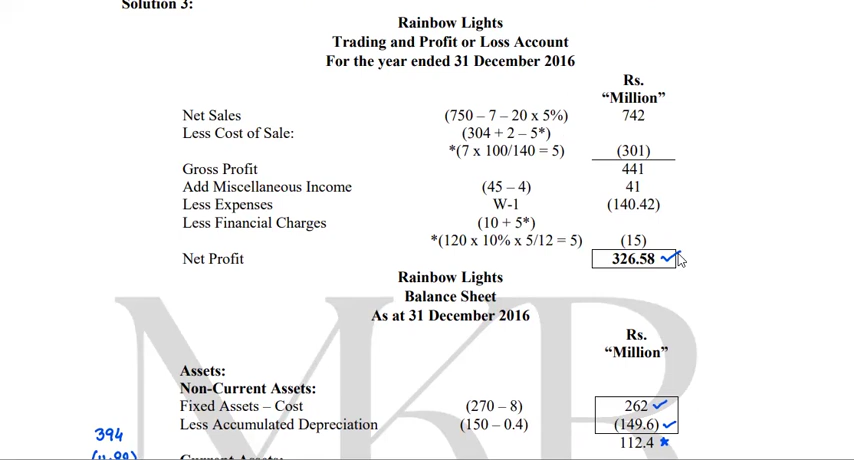 Solution 3:
Rainbow Lights
Trading and Profit or Loss Account
For the year ended 31 December 2016
Rs.
“Million”
Net Sales (750 – 7 – 20 x 5%) 742
Less Cost of Sale: (304 + 2 – 5*)
*(7 x 100/140 = 5) (301)
Gross Profit 441
Add Miscellaneous Income (45 – 4) 41
Less Expenses W-1 (140.42)
Less Financial Charges (10 + 5*)
*(120 x 10% x 5/12 = 5) (15)
Net Profit 326.58
Rainbow Lights
Balance Sheet
As at 31 December 2016
Rs.
“Million”
Assets:
Non-Current Assets:
Fixed Assets – Cost (270 – 8) 262
Less Accumulated Depreciation (150 – 0.4) (149.6)
394
112.4
MKR